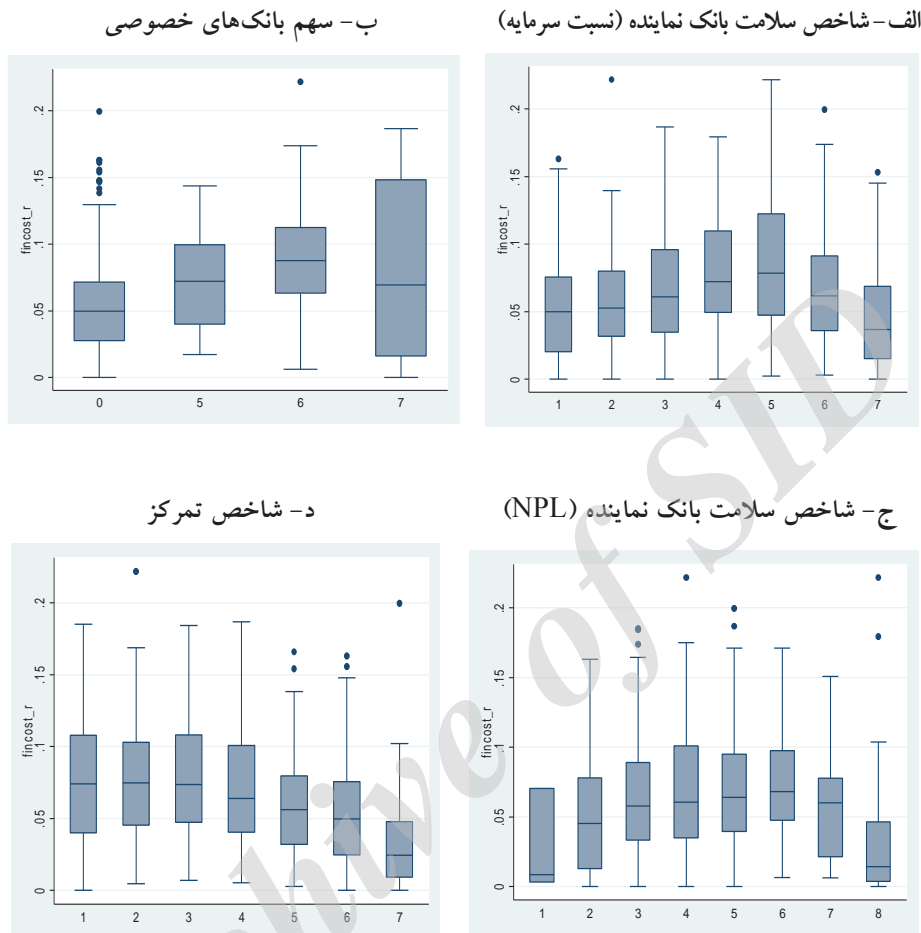 الف-شاخص سلامت بانک نماینده (نسبت سرمایه)
fincost_r
0 .05 .1 .15 .2
1 2 3 4 5 6 7
ب- سهم بانک‌های خصوصی
fincost_r
0 .05 .1 .15 .2
0 5 6 7
ج- شاخص سلامت بانک نماینده (NPL)
fincost_r
0 .05 .1 .15 .2
1 2 3 4 5 6 7 8
د- شاخص تمرکز
fincost_r
0 .05 .1 .15 .2
1 2 3 4 5 6 7
Archive of SID